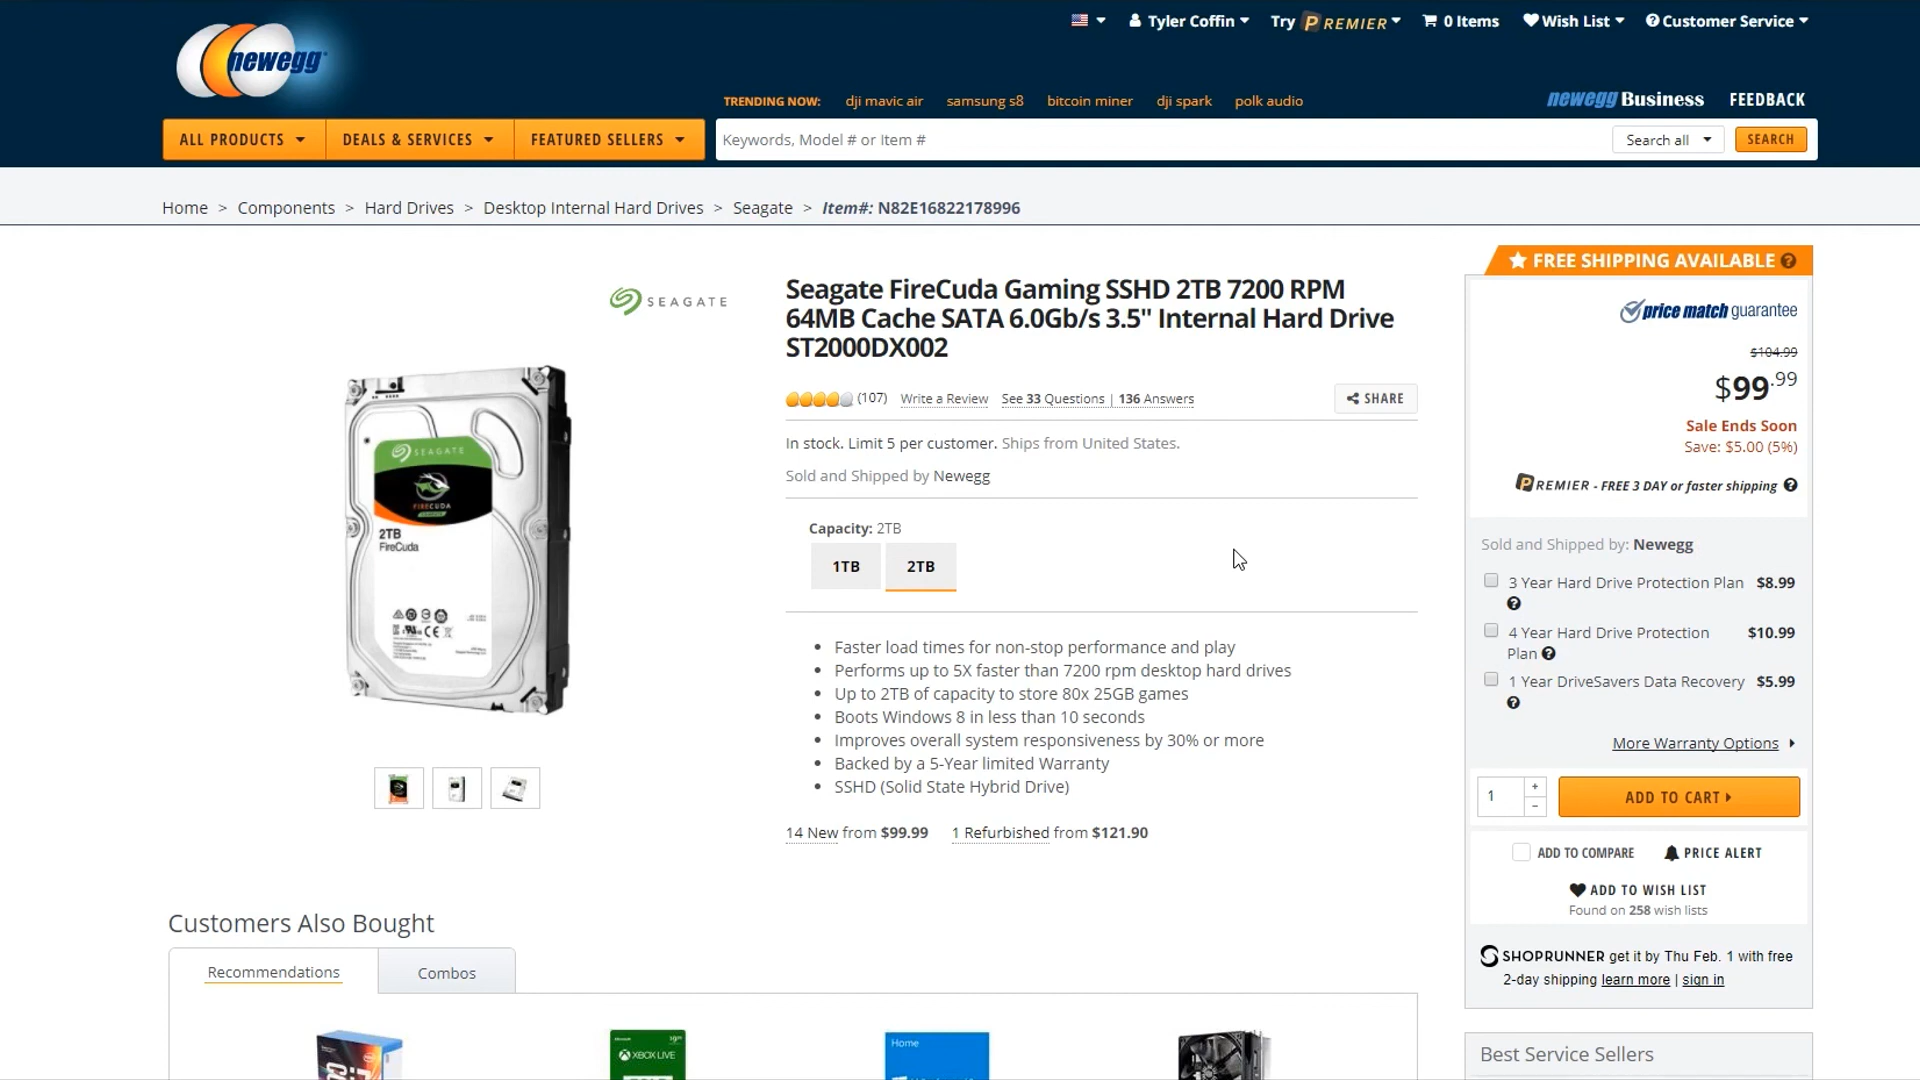 Tyler Coffin
Try PREMIER
0 Items
Wish List
Customer Service
newegg
TRENDING NOW: dji mavic air samsung s8 bitcoin miner dji spark polk audio
newegg Business FEEDBACK
ALL PRODUCTS DEALS & SERVICES FEATURED SELLERS
Keywords, Model # or Item #
Search all SEARCH
Home > Components > Hard Drives > Desktop Internal Hard Drives > Seagate > Item#: N82E16822178996
SEAGATE
SEAGATE
FIRECUDA
2TB
FireCuda
Seagate FireCuda Gaming SSHD 2TB 7200 RPM
64MB Cache SATA 6.0Gb/s 3.5" Internal Hard Drive
ST2000DX002
(107) Write a Review See 33 Questions | 136 Answers
SHARE
In stock. Limit 5 per customer. Ships from United States.
Sold and Shipped by Newegg
Capacity: 2TB
1TB 2TB
• Faster load times for non-stop performance and play
• Performs up to 5X faster than 7200 rpm desktop hard drives
• Up to 2TB of capacity to store 80x 25GB games
• Boots Windows 8 in less than 10 seconds
• Improves overall system responsiveness by 30% or more
• Backed by a 5-Year limited Warranty
• SSHD (Solid State Hybrid Drive)
14 New from $99.99 1 Refurbished from $121.90
FREE SHIPPING AVAILABLE
price match guarantee
$104.99
$99.99
Sale Ends Soon
Save: $5.00 (5%)
PREMIER - FREE 3 DAY or faster shipping
Sold and Shipped by: Newegg
3 Year Hard Drive Protection Plan $8.99
4 Year Hard Drive Protection $10.99
Plan
1 Year DriveSavers Data Recovery $5.99
More Warranty Options
1 + -
ADD TO CART
ADD TO COMPARE PRICE ALERT
ADD TO WISH LIST
Found on 258 wish lists
SHOPRUNNER get it by Thu Feb. 1 with free
2-day shipping learn more | sign in
Best Service Sellers
Customers Also Bought
Recommendations Combos
XBOX LIVE
Home